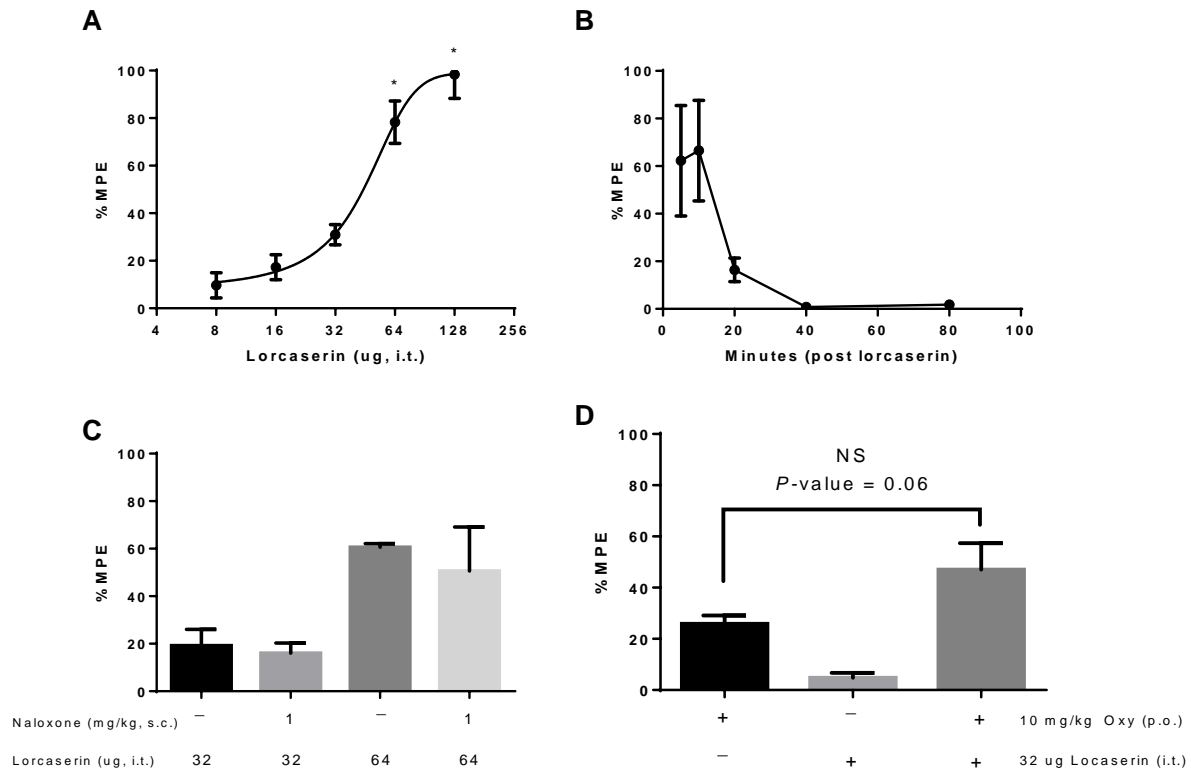 A
*
*
100
80
60
40
20
0
%MPE
4 8 16 32 64 128 256
Lorcaserin (ug, i.t.)
B
100
80
60
40
20
0
%MPE
0 20 40 60 80 100
Minutes (post lorcaserin)
C
100
80
60
40
20
0
%MPE
Naloxone (mg/kg, s.c.) – 1 – 1
Lorcaserin (ug, i.t.) 32 32 64 64
D
100
80
60
40
20
0
%MPE
NS
P-value = 0.06
+ – + 10 mg/kg Oxy (p.o.)
– + + 32 ug Locaserin (i.t.)